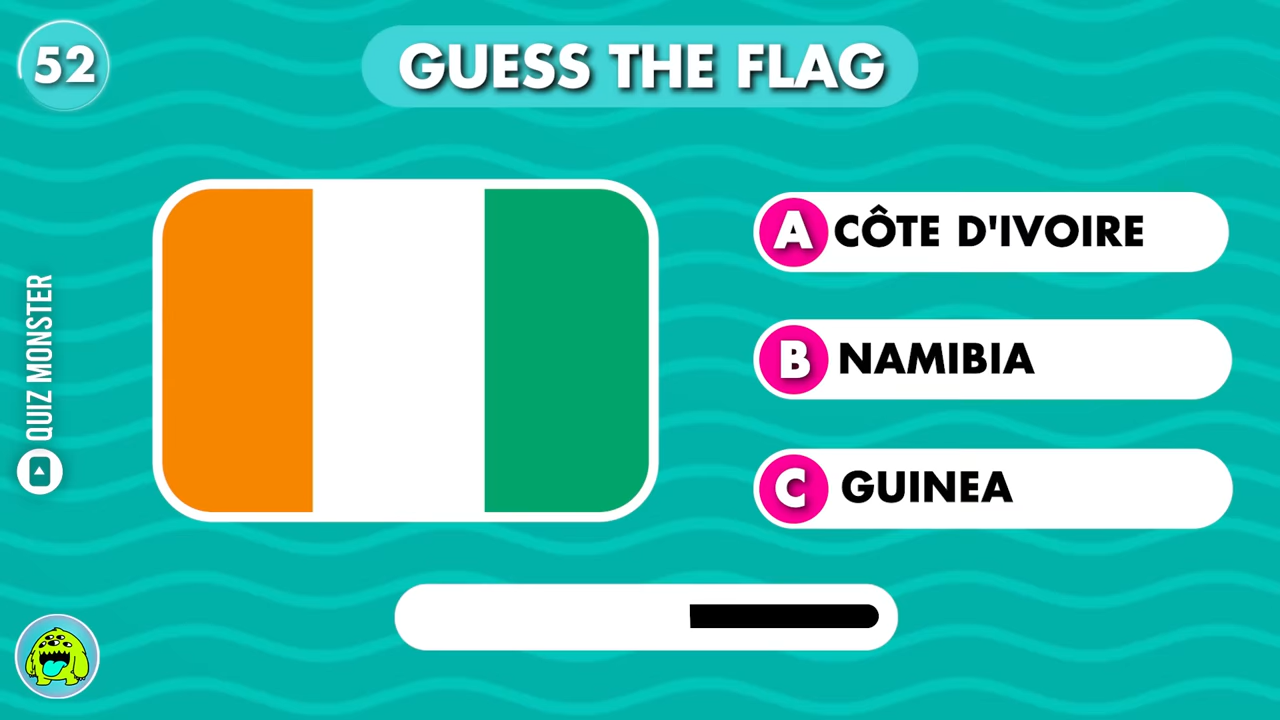 52
GUESS THE FLAG
A CÔTE D'IVOIRE
B NAMIBIA
C GUINEA
QUIZ MONSTER